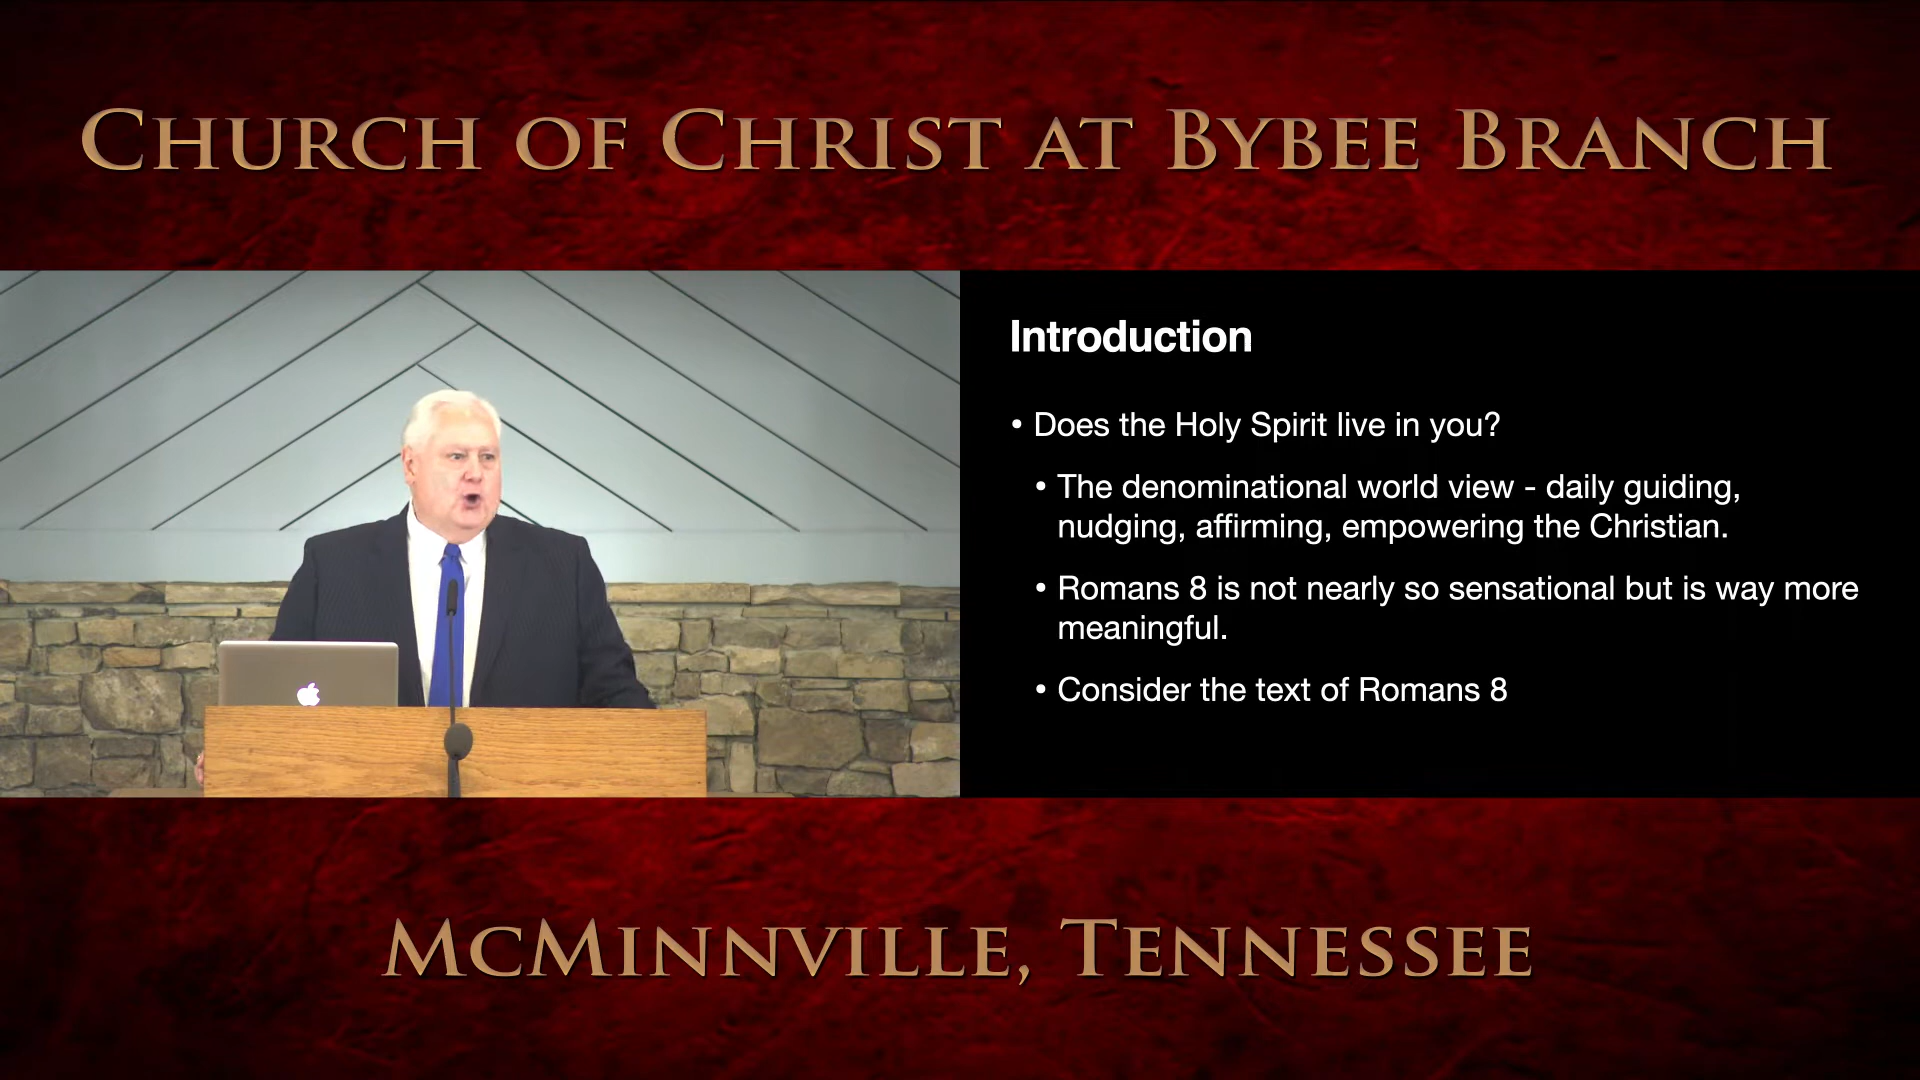 Church of Christ at Bybee Branch
Introduction
• Does the Holy Spirit live in you?
• The denominational world view - daily guiding,
nudging, affirming, empowering the Christian.
• Romans 8 is not nearly so sensational but is way more
meaningful.
• Consider the text of Romans 8
McMinnville, Tennessee